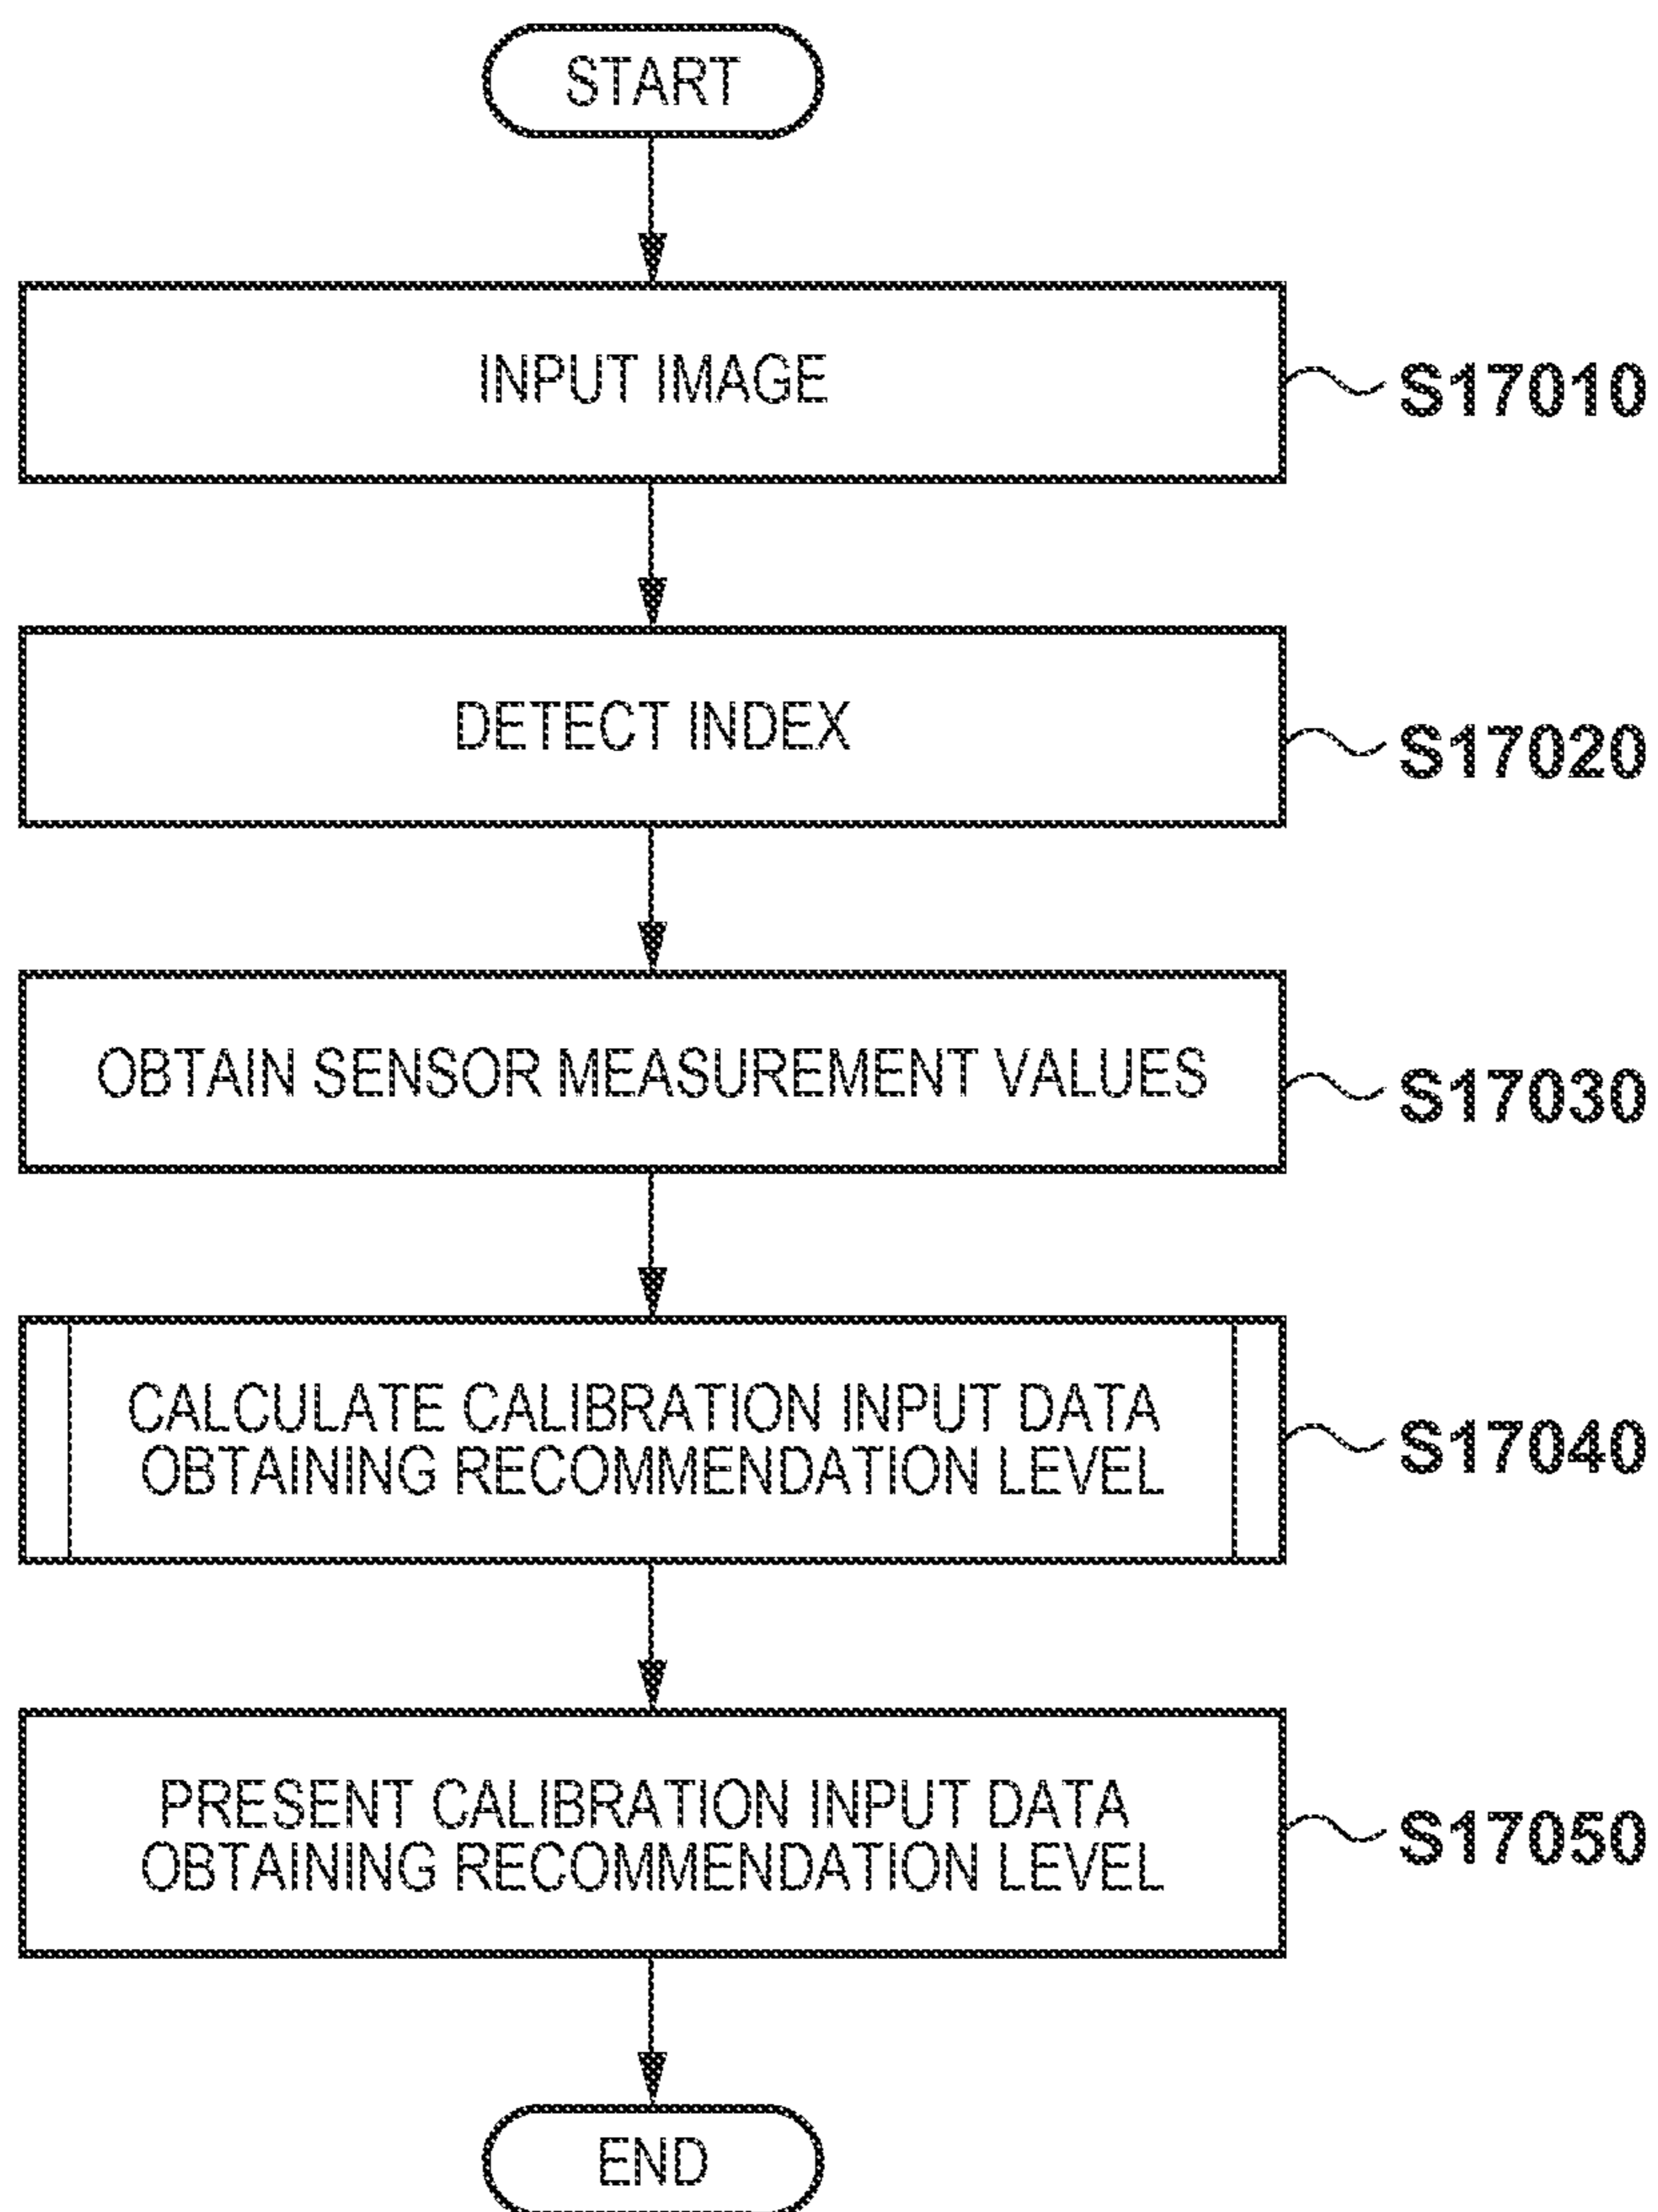 START
INPUT IMAGE
S17010
DETECT INDEX
S17020
OBTAIN SENSOR MEASUREMENT VALUES
S17030
CALCULATE CALIBRATION INPUT DATA
OBTAINING RECOMMENDATION LEVEL
S17040
PRESENT CALIBRATION INPUT DATA
OBTAINING RECOMMENDATION LEVEL
S17050
END